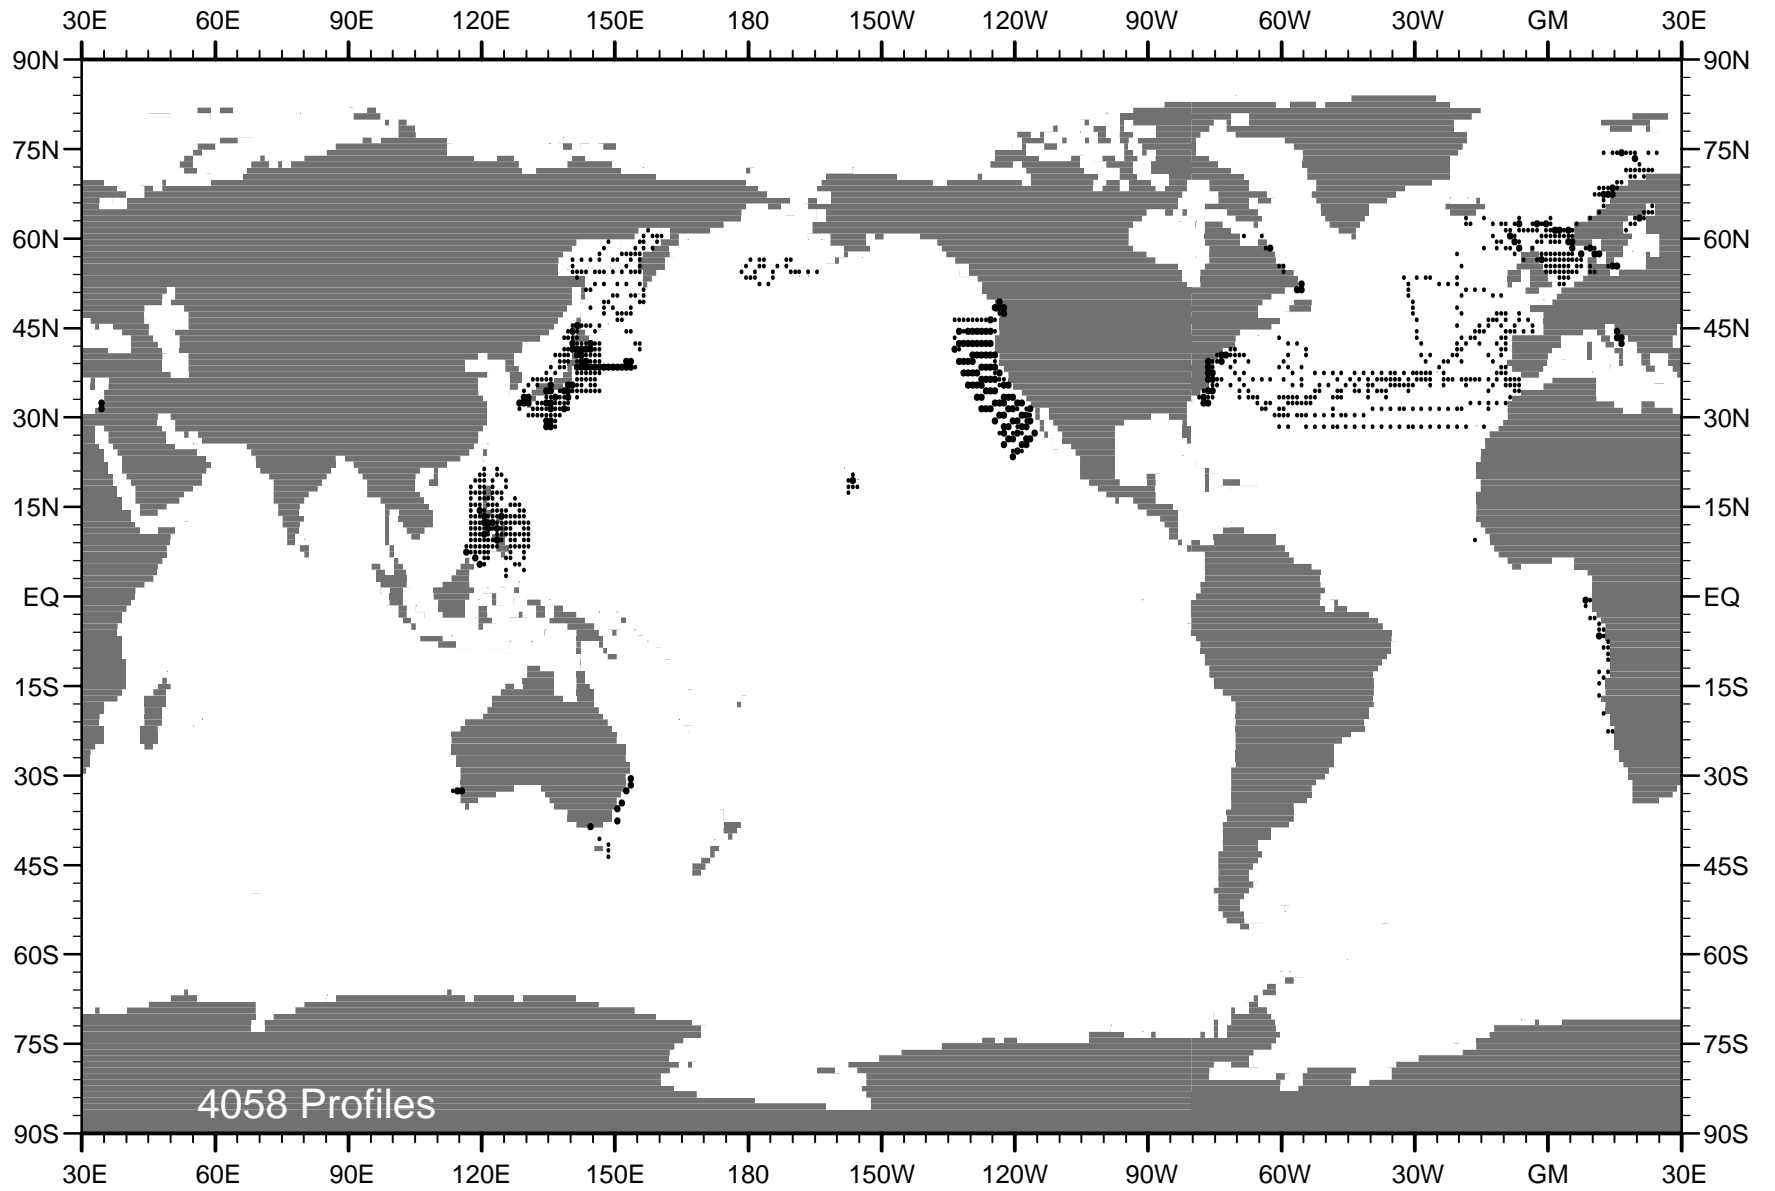 30E 60E 90E 120E 150E 180 150W 120W 90W 60W 30W GM 30E
90N 90N
75N 75N
60N 60N
45N 45N
30N 30N
15N 15N
EQ EQ
15S 15S
30S 30S
45S 45S
60S 60S
75S 75S
4058 Profiles
90S 90S
30E 60E 90E 120E 150E 180 150W 120W 90W 60W 30W GM 30E